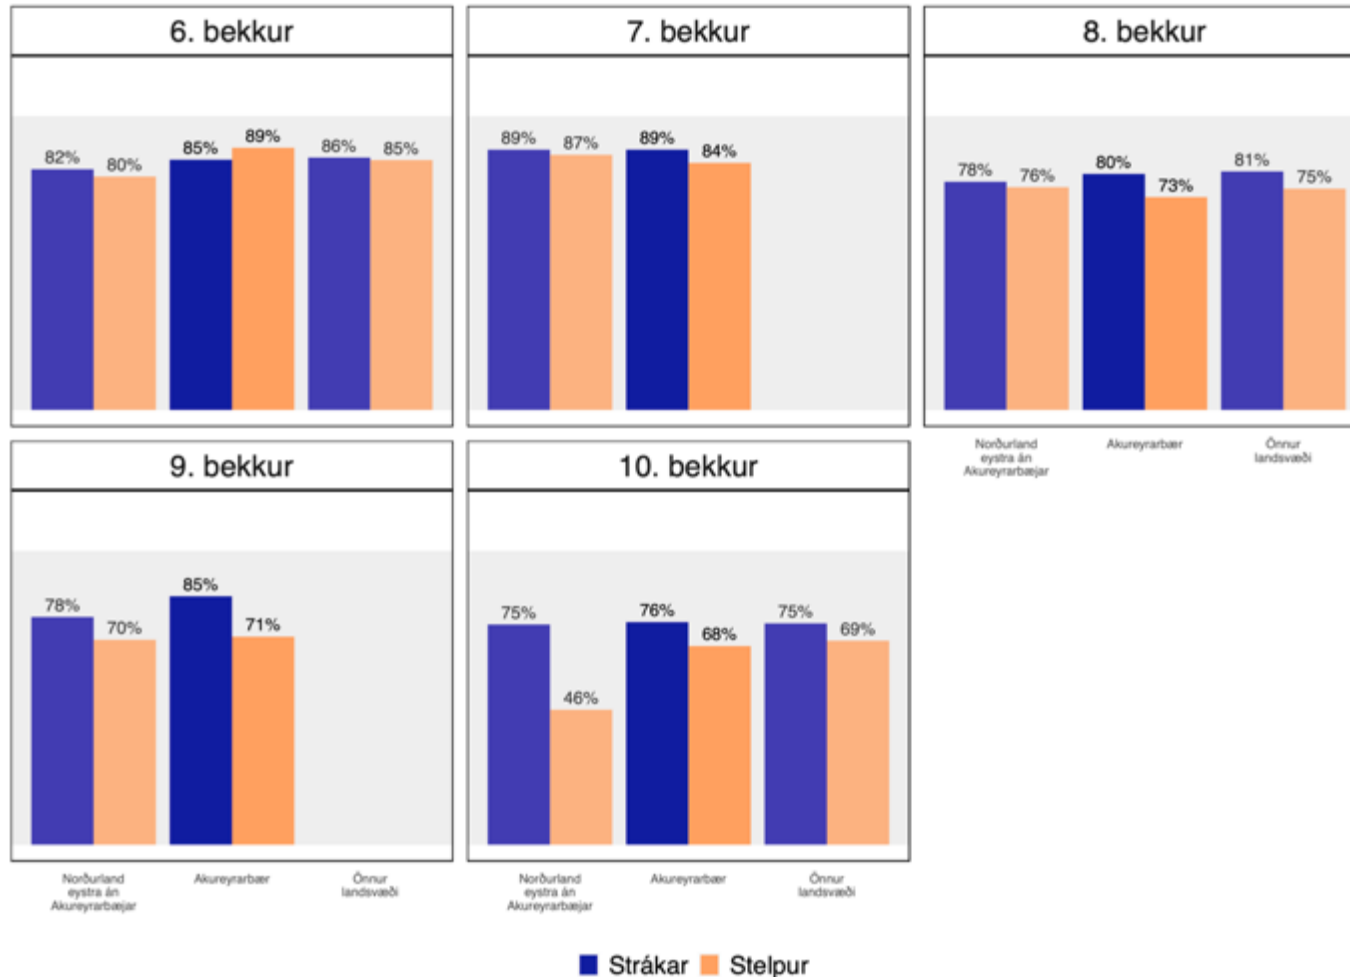 6. bekkur
82%
80%
85%
89%
86%
85%
7. bekkur
89%
87%
89%
84%
8. bekkur
78%
76%
80%
73%
81%
75%
Norðurland
eystra án
Akureyrarbæjar
Akureyrarbær
Önnur
landsvæði
9. bekkur
78%
70%
85%
71%
Norðurland
eystra án
Akureyrarbæjar
Akureyrarbær
Önnur
landsvæði
10. bekkur
75%
46%
76%
68%
75%
69%
Norðurland
eystra án
Akureyrarbæjar
Akureyrarbær
Önnur
landsvæði
Strákar
Stelpur